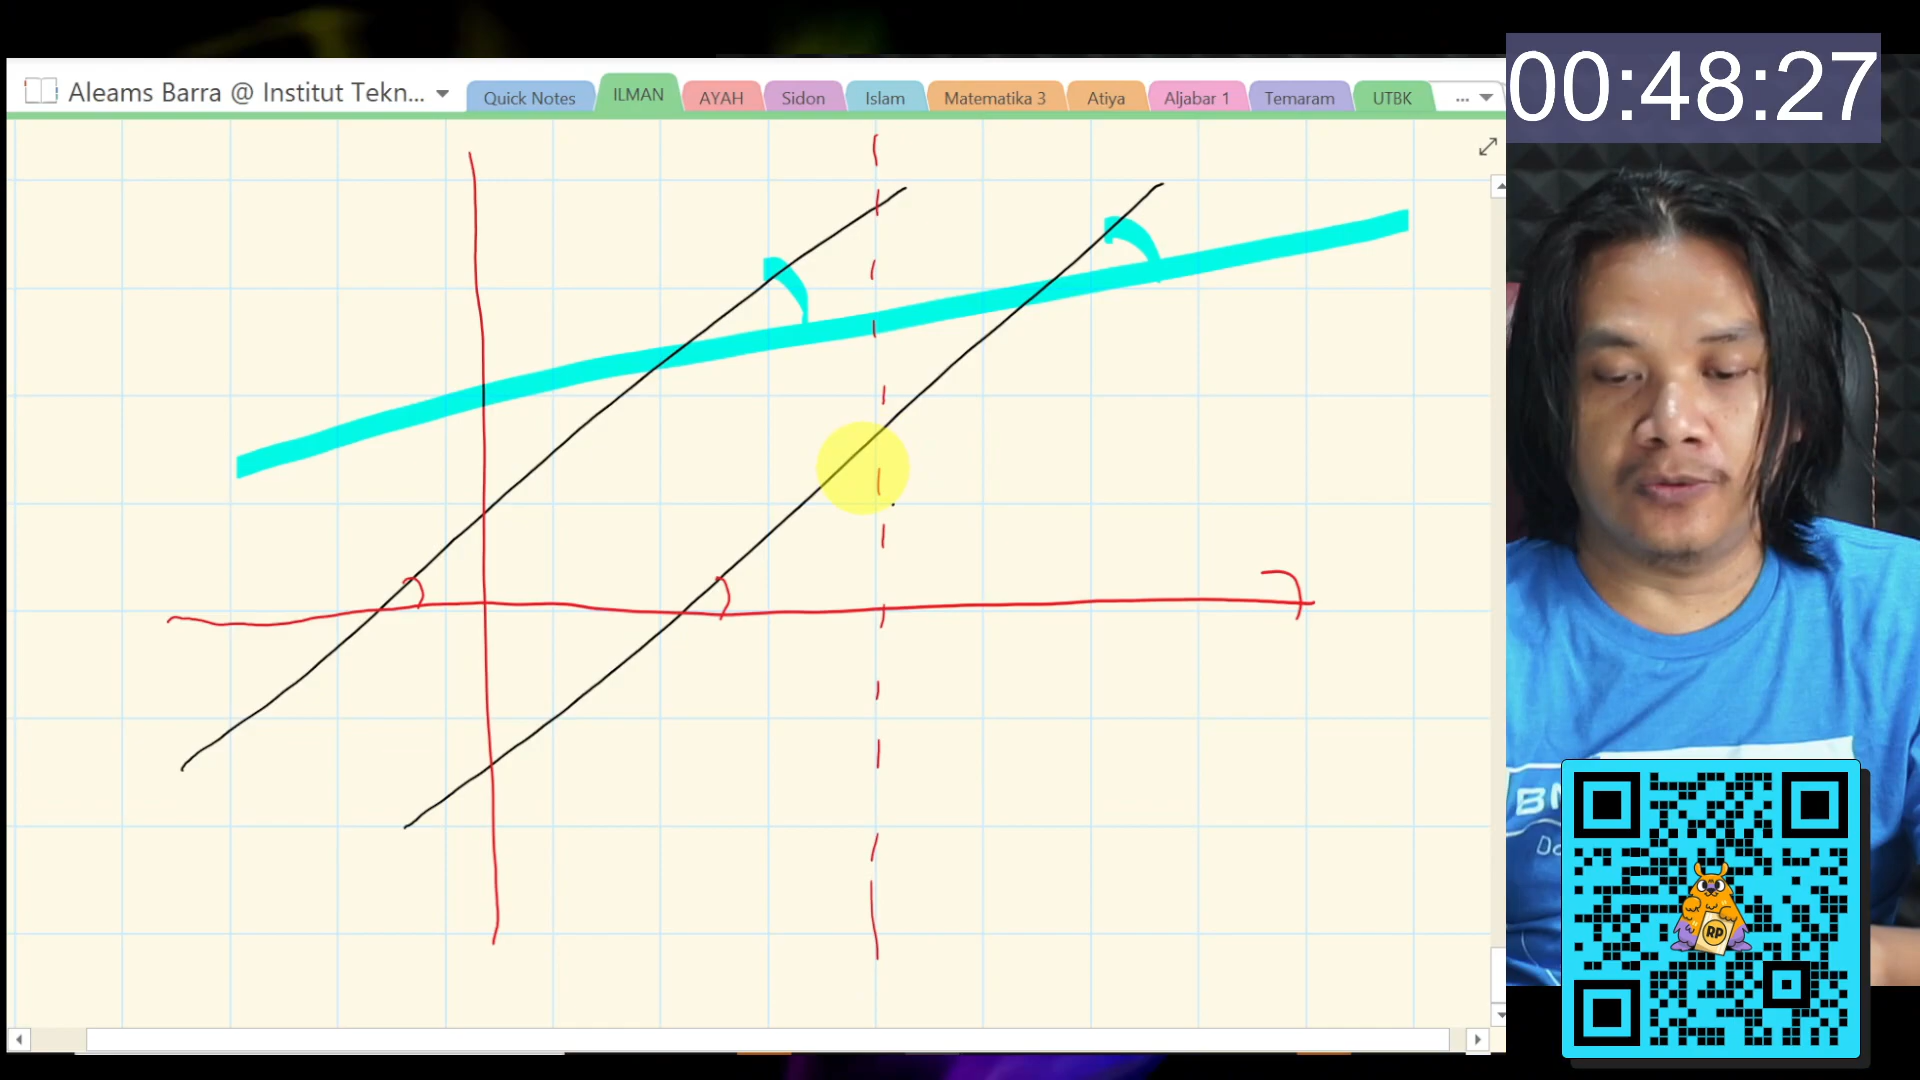 Aleams Barra @ Institut Tekn...
Quick Notes
ILMAN
AYAH
Sidon
Islam
Matematika 3
Atiya
Aljabar 1
Temaram
UTBK
...
00:48:27
RP